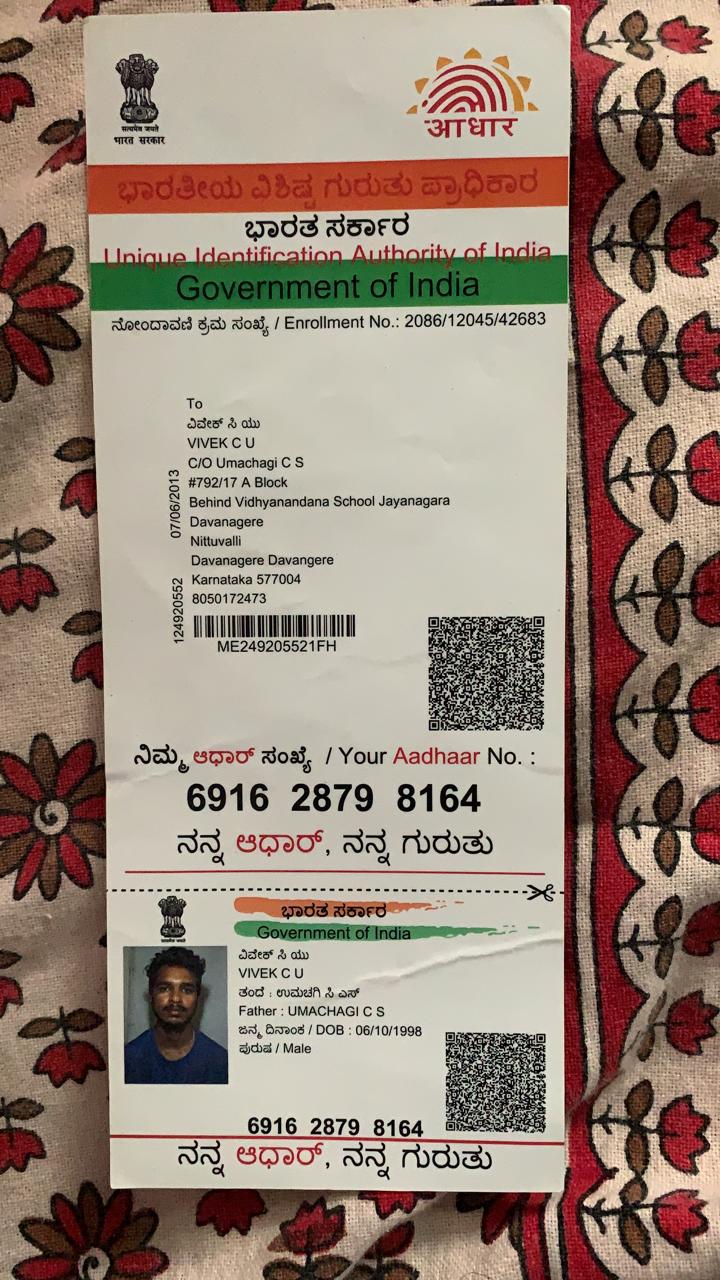 सत्यमेव जयते
भारत सरकार
आधार
ಭಾರತೀಯ ವಿಶಿಷ್ಟ ಗುರುತು ಪ್ರಾಧಿಕಾರ
ಭಾರತ ಸರ್ಕಾರ
Unique Identification Authority of India
Government of India
ನೋಂದಾವಣಿ ಕ್ರಮ ಸಂಖ್ಯೆ / Enrollment No.: 2086/12045/42683
To
ವಿವೇಕ್ ಸಿ ಯು
VIVEK C U
C/O Umachagi C S
#792/17 A Block
Behind Vidhyanandana School Jayanagara
Davanagere
Nittuvalli
Davanagere Davangere
Karnataka 577004
8050172473
07/06/2013
124920552
ME249205521FH
ನಿಮ್ಮ ಆಧಾರ್ ಸಂಖ್ಯೆ / Your Aadhaar No. :
6916 2879 8164
ನನ್ನ ಆಧಾರ್, ನನ್ನ ಗುರುತು
ಭಾರತ ಸರ್ಕಾರ
Government of India
ವಿವೇಕ್ ಸಿ ಯು
VIVEK C U
ತಂದೆ : ಉಮಚಗಿ ಸಿ ಎಸ್
Father : UMACHAGI C S
ಜನ್ಮ ದಿನಾಂಕ / DOB : 06/10/1998
ಪುರುಷ / Male
6916 2879 8164
ನನ್ನ ಆಧಾರ್, ನನ್ನ ಗುರುತು